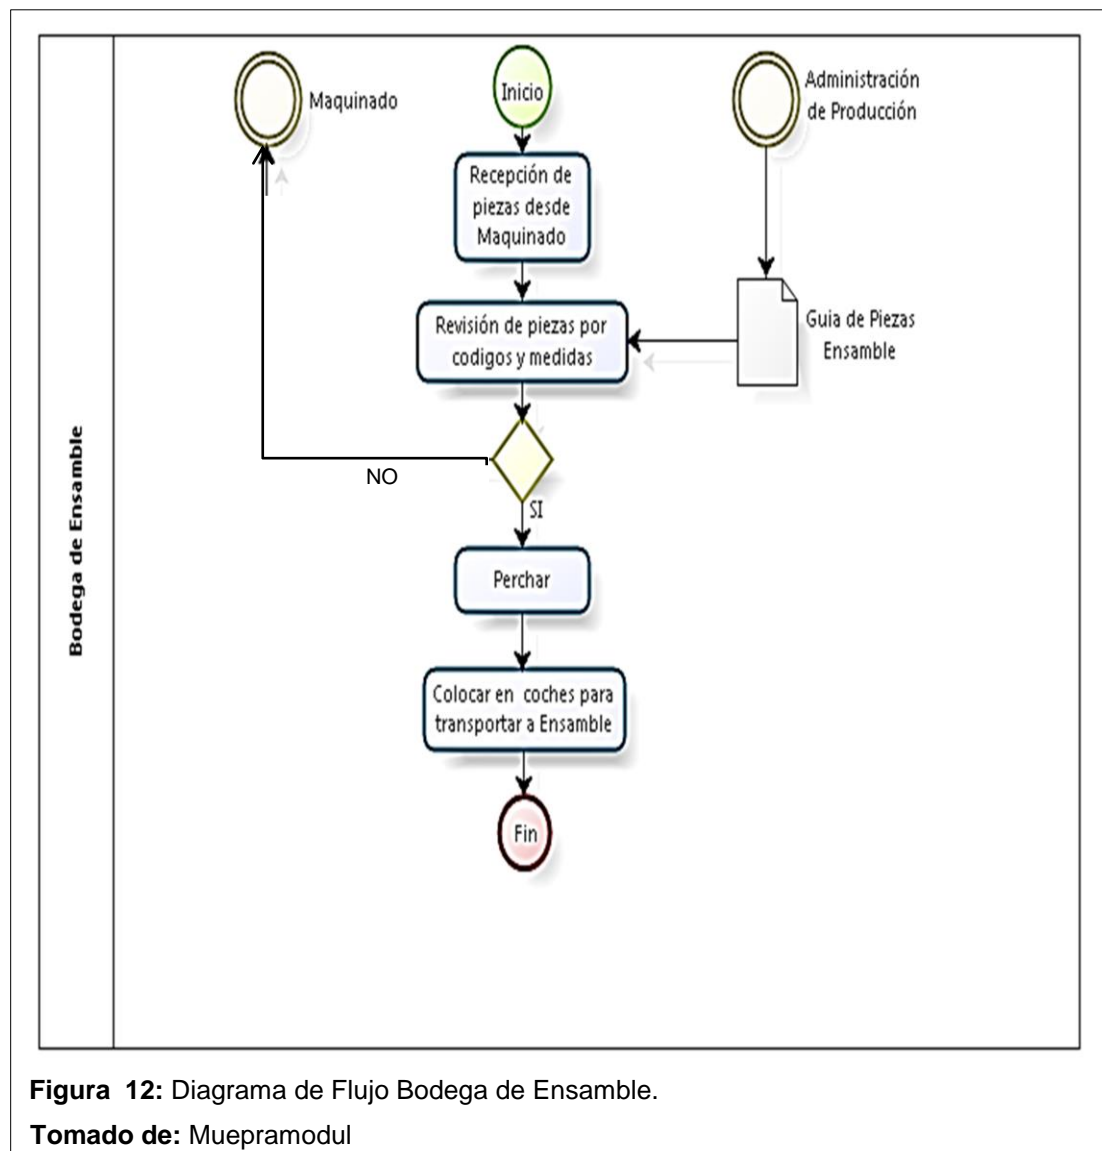 Maquinado
Inicio
Administración
de Producción
Recepción de
piezas desde
Maquinado
Revisión de piezas por
codigos y medidas
Guia de Piezas
Ensamble
NO
SI
Bodega de Ensamble
Perchar
Colocar en coches para
transportar a Ensamble
Fin
Figura 12: Diagrama de Flujo Bodega de Ensamble.
Tomado de: Muepramodul